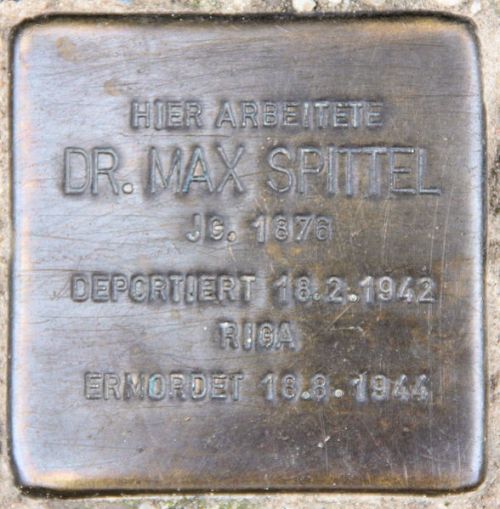 HIER ARBEITETE
DR. MAX SPITTEL
JG. 1876
DEPORTIERT 18.2.1942
RIGA
ERMORDET 18.8.1944